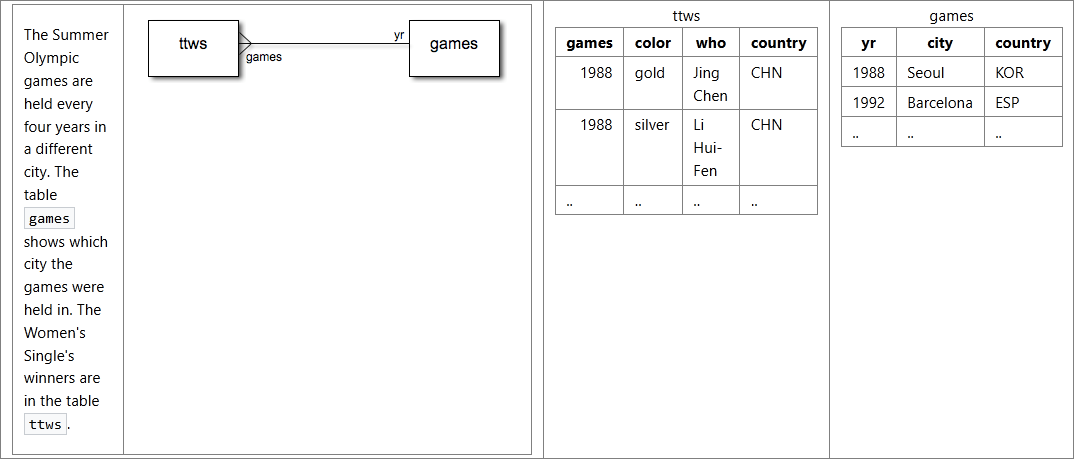 The Summer
Olympic
games are
held every
four years in
a different
city. The
table
games
shows which
city the
games were
held in. The
Women's
Single's
winners are
in the table
ttws.
ttws
games
yr
games
ttws
games color who country
1988 gold Jing Chen CHN
1988 silver Li Hui-Fen CHN
.. .. .. ..
games
yr city country
1988 Seoul KOR
1992 Barcelona ESP
.. .. ..